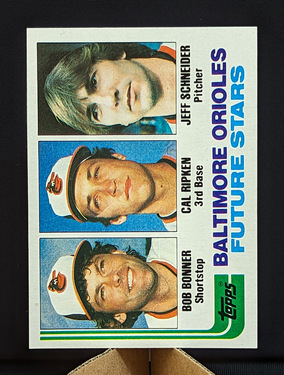 BOB BONNER
Shortstop
CAL RIPKEN
3rd Base
JEFF SCHNEIDER
Pitcher
TOPPS®
BALTIMORE ORIOLES
FUTURE STARS